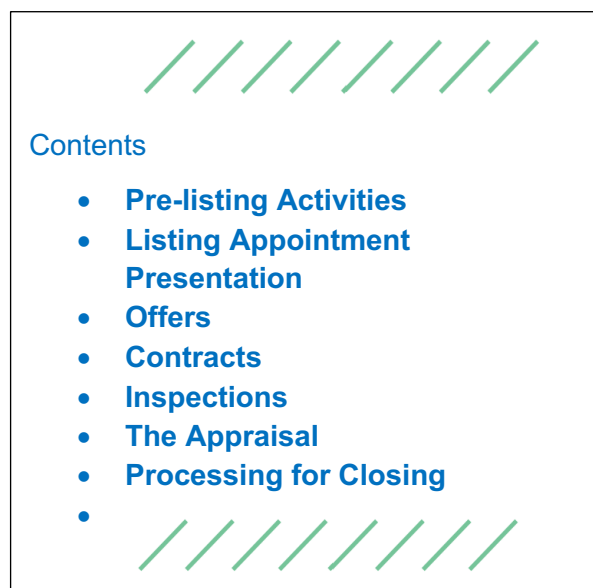 Contents
• Pre-listing Activities
• Listing Appointment
Presentation
• Offers
• Contracts
• Inspections
• The Appraisal
• Processing for Closing
•